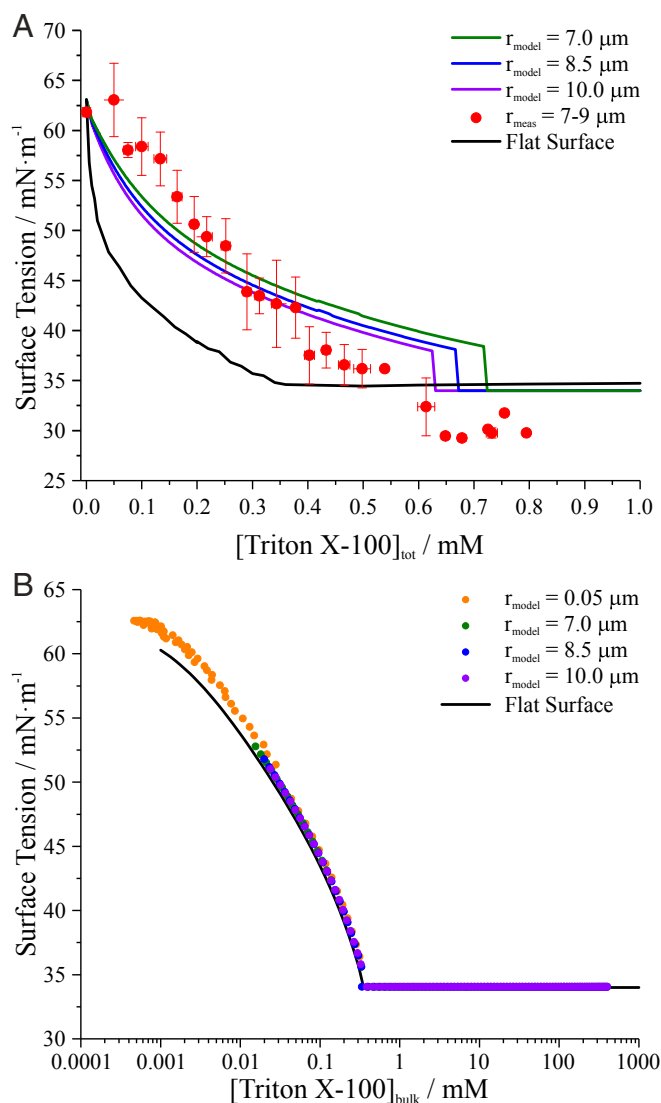 A
r_model = 7.0 μm
r_model = 8.5 μm
r_model = 10.0 μm
r_meas = 7-9 μm
Flat Surface
Surface Tension / mN·m⁻¹
70
65
60
55
50
45
40
35
30
25
0.0 0.1 0.2 0.3 0.4 0.5 0.6 0.7 0.8 0.9 1.0
[Triton X-100]tot / mM
B
r_model = 0.05 μm
r_model = 7.0 μm
r_model = 8.5 μm
r_model = 10.0 μm
Flat Surface
Surface Tension / mN·m⁻¹
65
60
55
50
45
40
35
30
0.0001 0.001 0.01 0.1 1 10 100 1000
[Triton X-100]bulk / mM